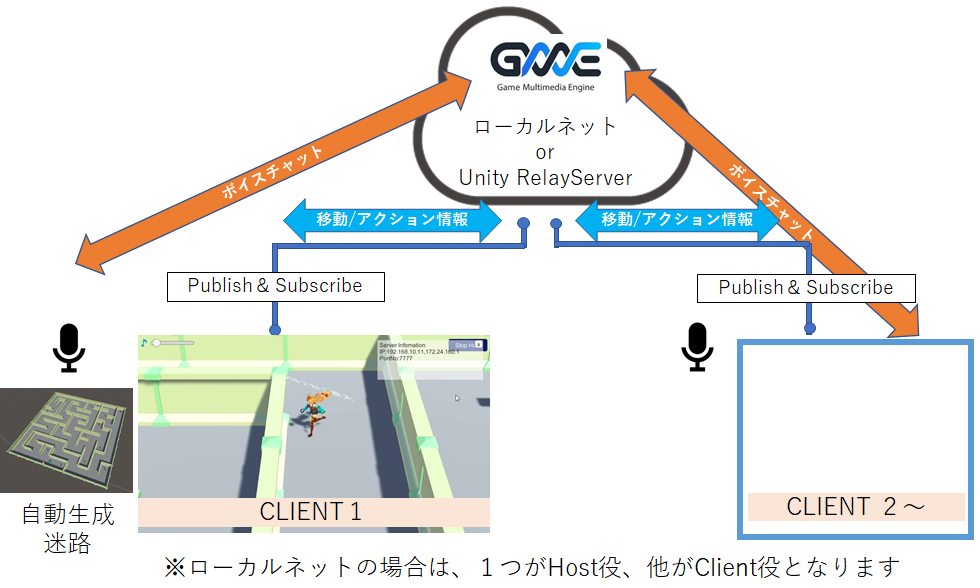 GME
Game Multimedia Engine
ローカルネット
or
Unity RelayServer
ボイスチャット
ボイスチャット
移動/アクション情報
移動/アクション情報
Publish & Subscribe
Publish & Subscribe
Server Infomation
IP:192.168.10.11,172.24.160.1
PortNo:7777
Stop
X
CLIENT 1
CLIENT 2～
自動生成
迷路
※ローカルネットの場合は、１つがHost役、他がClient役となります